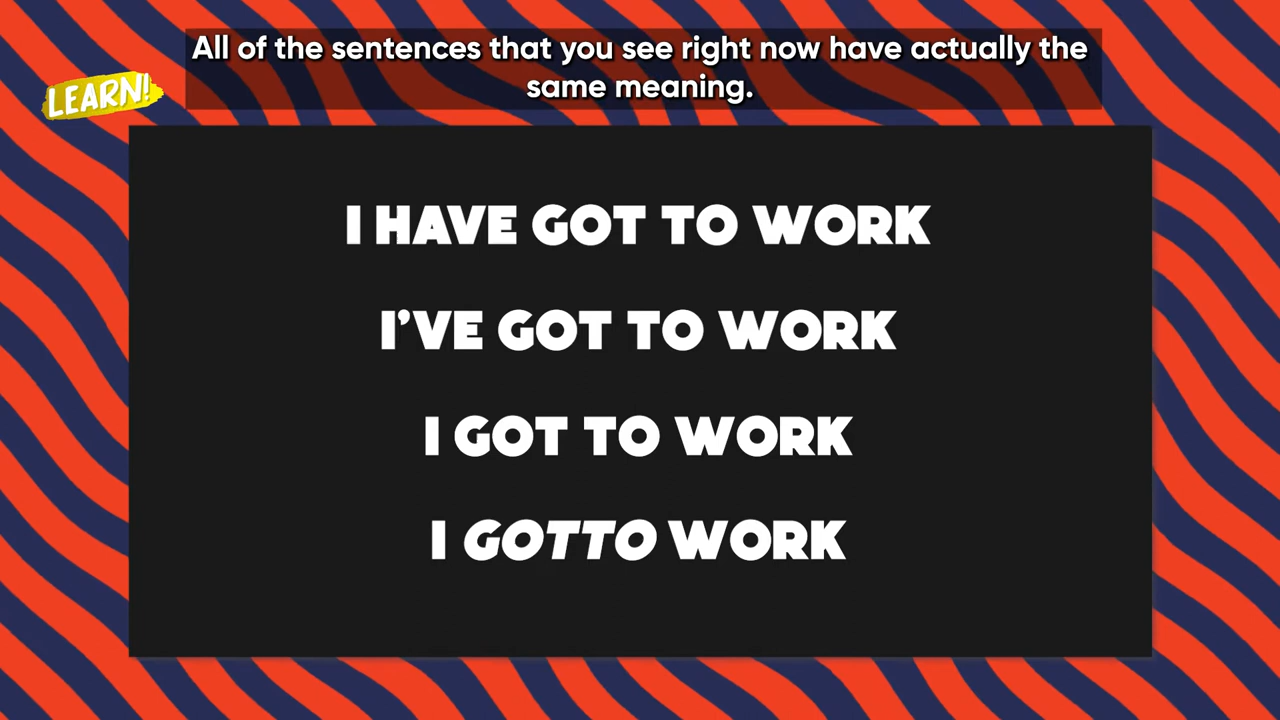 All of the sentences that you see right now have actually the
same meaning.
LEARN!
I HAVE GOT TO WORK
I'VE GOT TO WORK
I GOT TO WORK
I GOTTO WORK